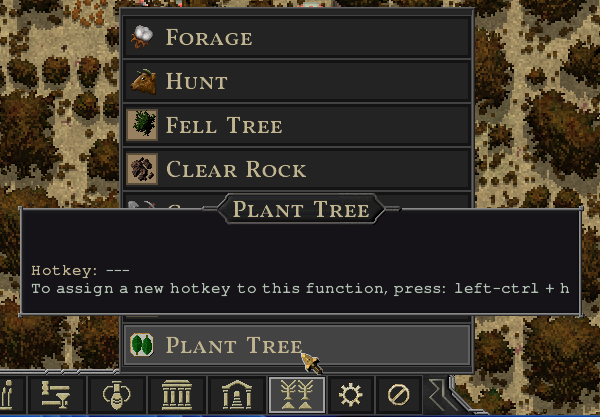 Forage
Hunt
Fell Tree
Clear Rock
Plant Tree
Hotkey: ---
To assign a new hotkey to this function, press: left-ctrl + h
Plant Tree